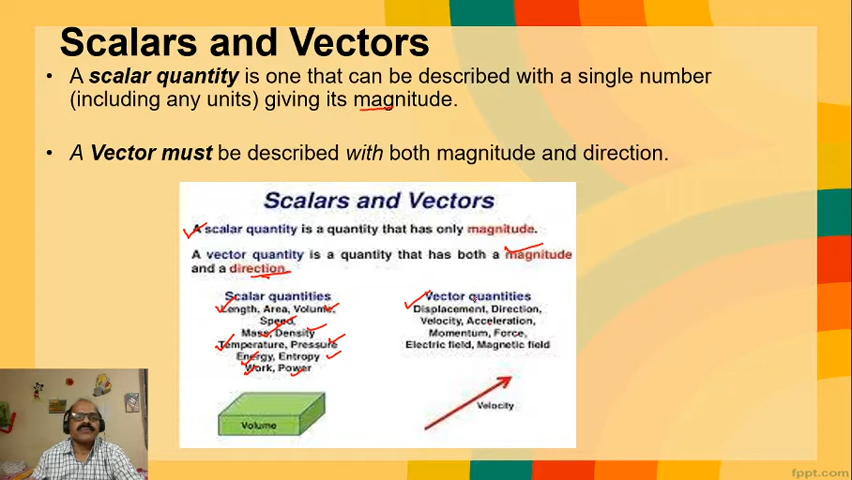 Scalars and Vectors
• A scalar quantity is one that can be described with a single number
(including any units) giving its magnitude.
• A Vector must be described with both magnitude and direction.
Scalars and Vectors
A scalar quantity is a quantity that has only magnitude.
A vector quantity is a quantity that has both a magnitude
and a direction.
Scalar quantities
Length, Area, Volume,
Speed,
Mass, Density
Temperature, Pressure
Energy, Entropy
Work, Power
Volume
Vector quantities
Displacement, Direction,
Velocity, Acceleration,
Momentum, Force,
Electric field, Magnetic field
Velocity
fppt.com